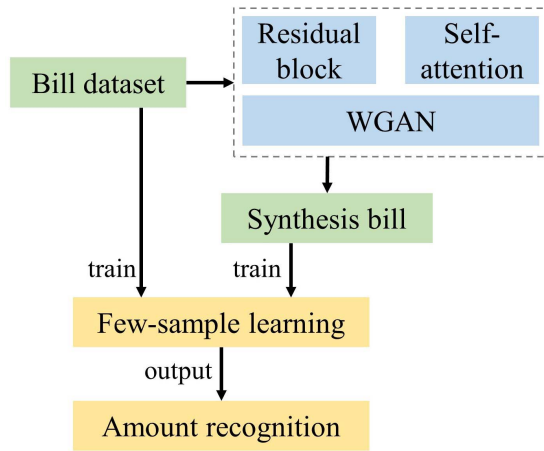 Residual
block
Self-
attention
Bill dataset
WGAN
Synthesis bill
train
train
Few-sample learning
output
Amount recognition